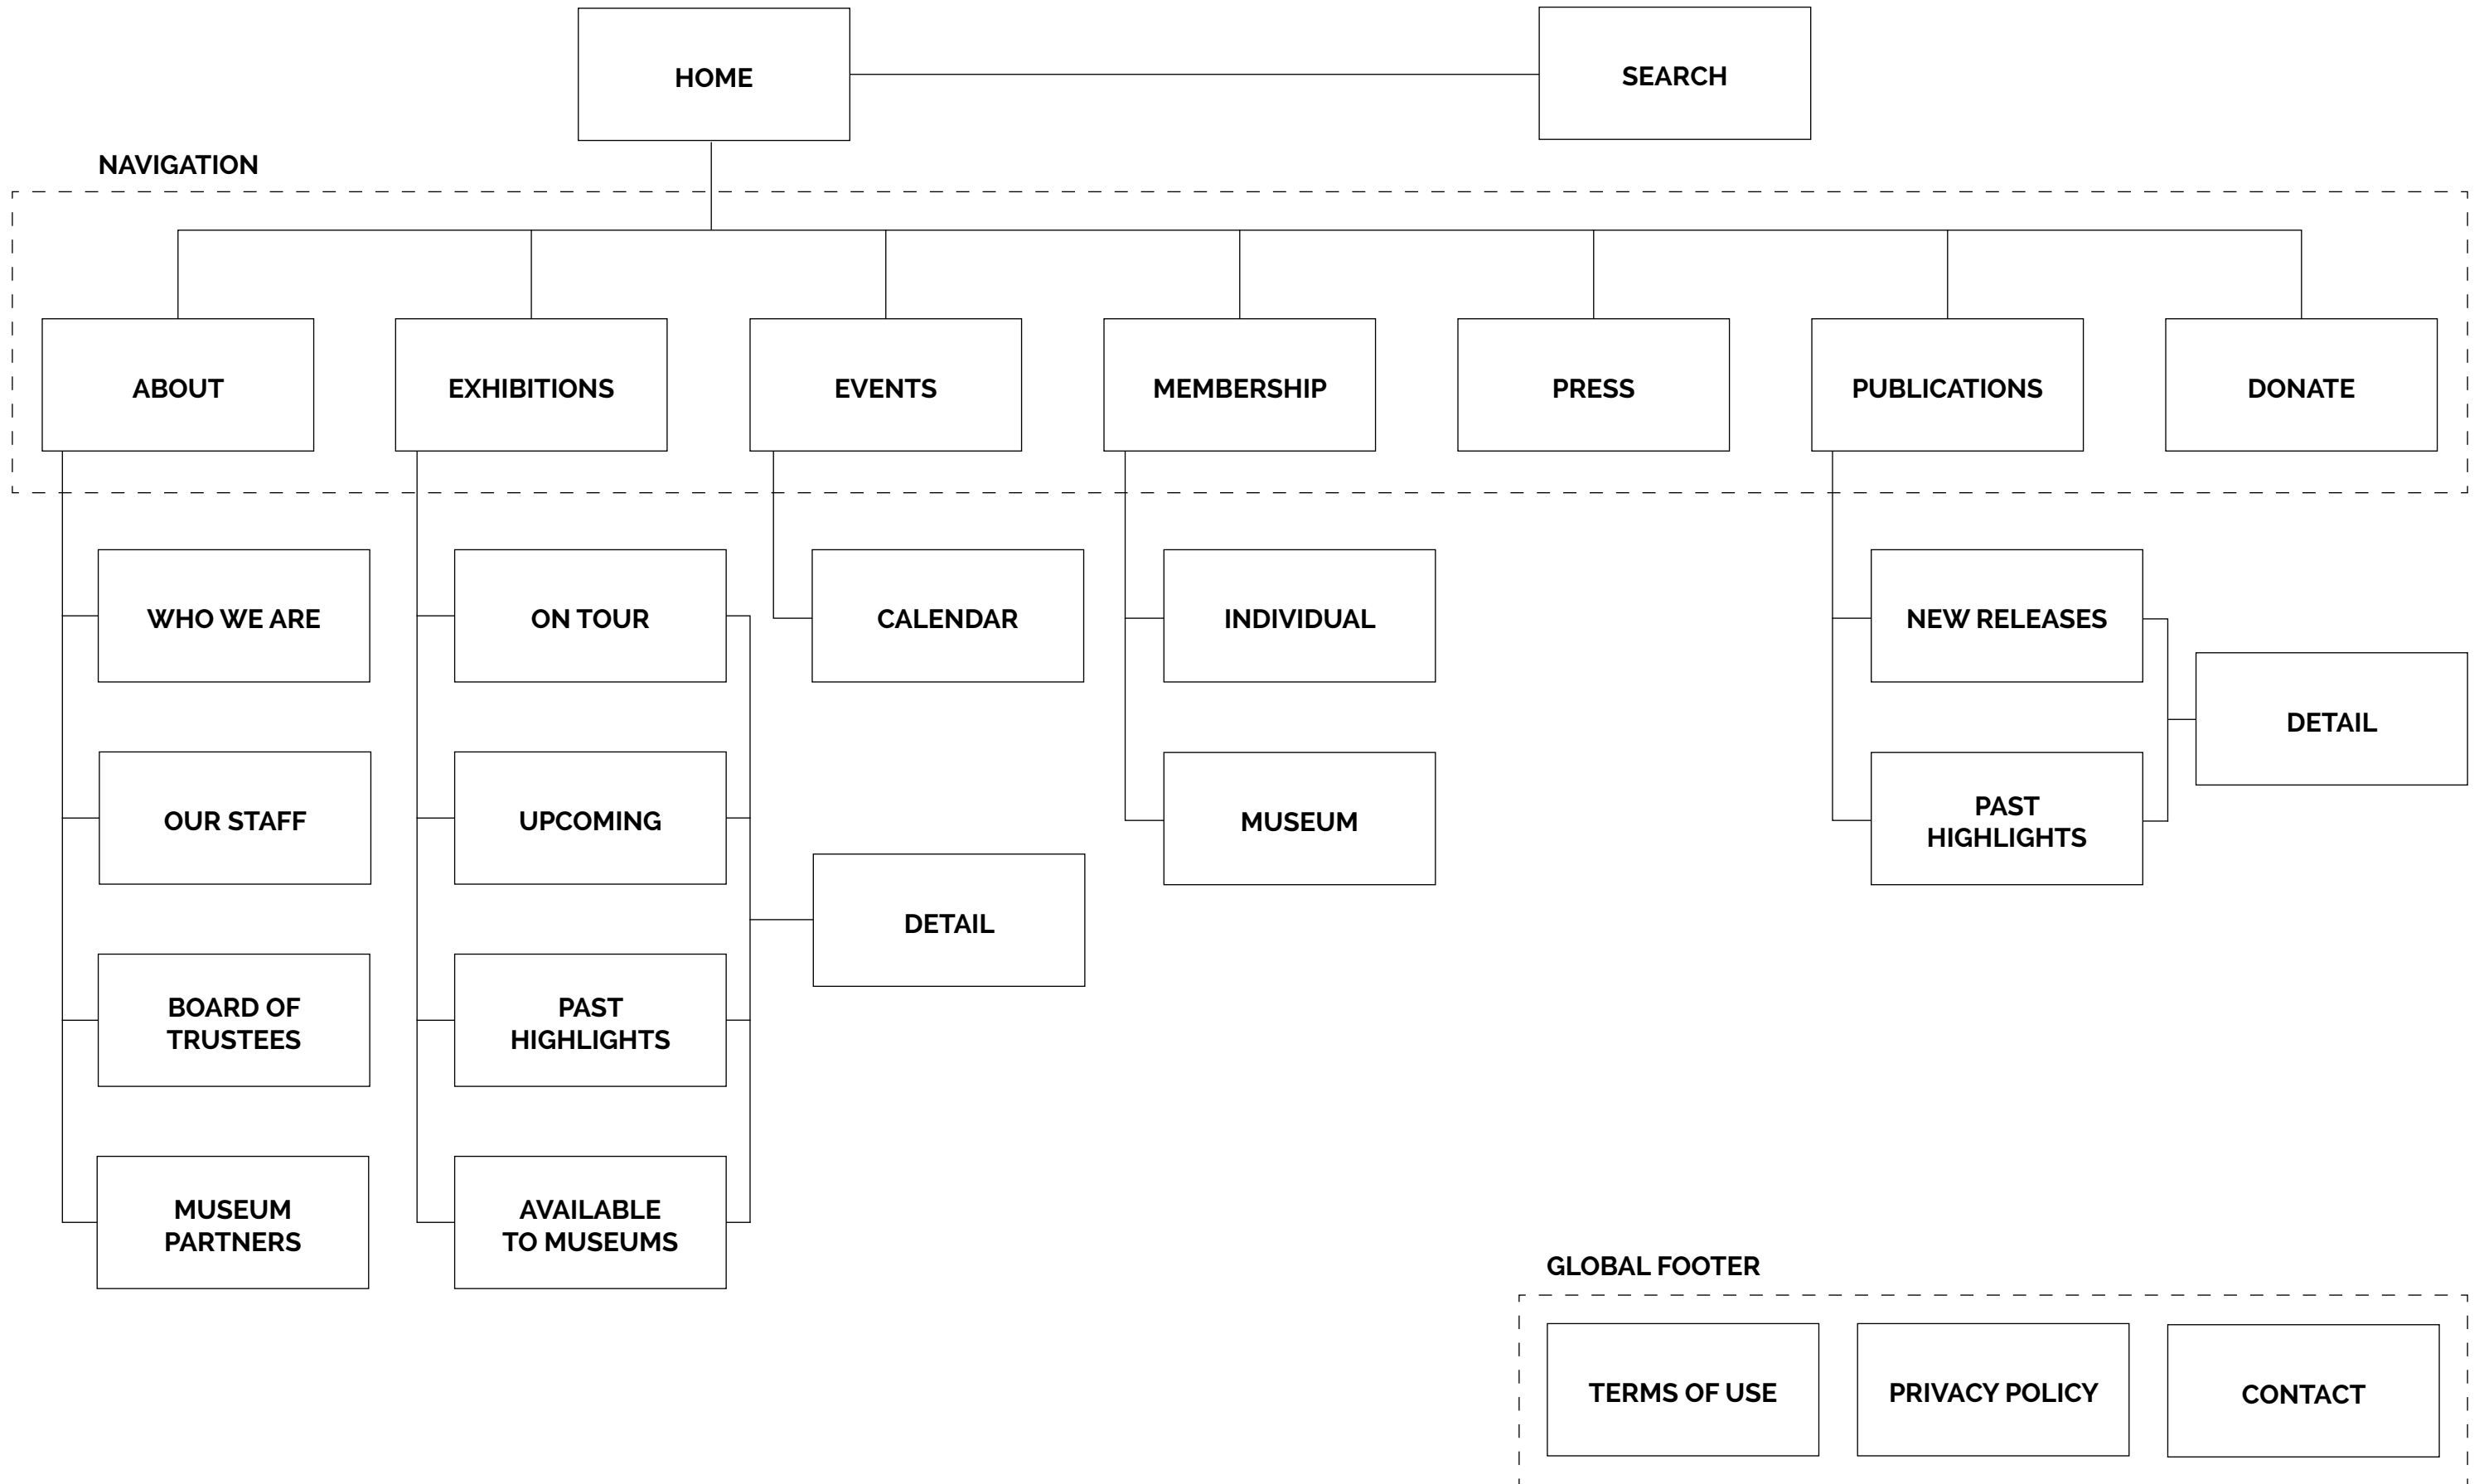 HOME
SEARCH
NAVIGATION
ABOUT
EXHIBITIONS
EVENTS
MEMBERSHIP
PRESS
PUBLICATIONS
DONATE
WHO WE ARE
ON TOUR
CALENDAR
INDIVIDUAL
NEW RELEASES
DETAIL
OUR STAFF
UPCOMING
MUSEUM
PAST
HIGHLIGHTS
DETAIL
BOARD OF
TRUSTEES
PAST
HIGHLIGHTS
MUSEUM
PARTNERS
AVAILABLE
TO MUSEUMS
GLOBAL FOOTER
TERMS OF USE
PRIVACY POLICY
CONTACT